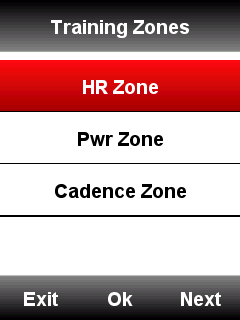 Training Zones
HR Zone
Pwr Zone
Cadence Zone
Exit Ok Next